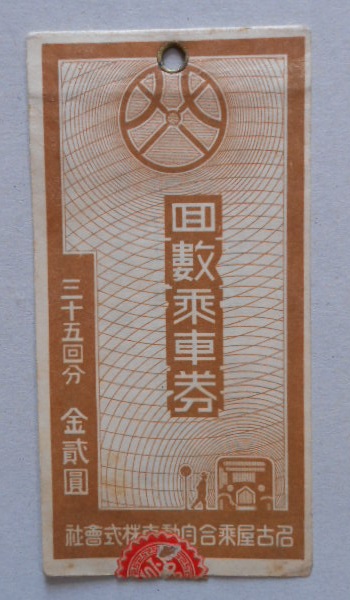 回數乘車券
三十五回分 金貳圓
名古屋乘合自動車株式會社